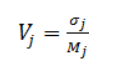 V_j = σ_j / M_j